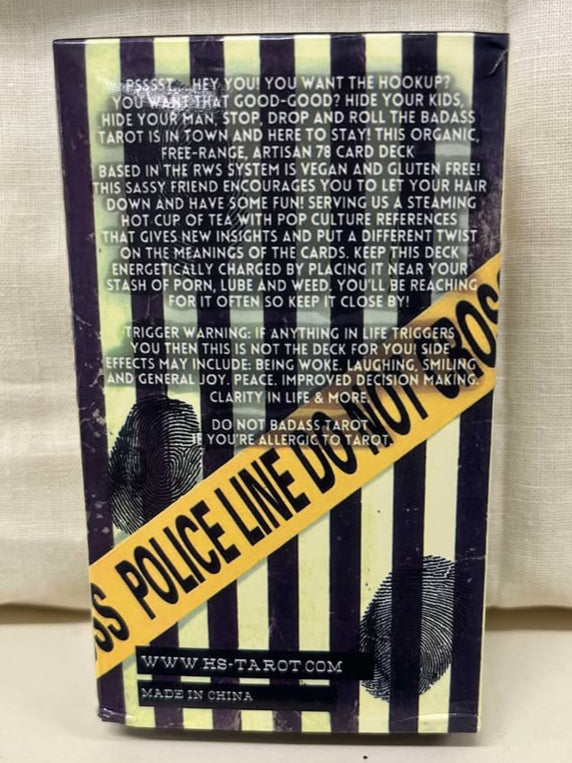 PSSSST... HEY YOU! YOU WANT THE HOOKUP?
YOU WANT THAT GOOD-GOOD? HIDE YOUR KIDS,
HIDE YOUR MAN, STOP, DROP AND ROLL THE BADASS
TAROT IS IN TOWN AND HERE TO STAY! THIS ORGANIC,
FREE-RANGE, ARTISAN 78 CARD DECK
BASED IN THE RWS SYSTEM IS VEGAN AND GLUTEN FREE!
THIS SASSY FRIEND ENCOURAGES YOU TO LET YOUR HAIR
DOWN AND HAVE SOME FUN! SERVING US A STEAMING
HOT CUP OF TEA WITH POP CULTURE REFERENCES
THAT GIVES NEW INSIGHTS AND PUT A DIFFERENT TWIST
ON THE MEANINGS OF THE CARDS. KEEP THIS DECK
ENERGETICALLY CHARGED BY PLACING IT NEAR YOUR
STASH OF PORN, LUBE AND WEED. YOU'LL BE REACHING
FOR IT OFTEN SO KEEP IT CLOSE BY!
TRIGGER WARNING: IF ANYTHING IN LIFE TRIGGERS
YOU THEN THIS IS NOT THE DECK FOR YOU! SIDE
EFFECTS MAY INCLUDE: BEING WOKE, LAUGHING, SMILING
AND GENERAL JOY. PEACE. IMPROVED DECISION MAKING.
CLARITY IN LIFE & MORE.
DO NOT BADASS TAROT
IF YOU'RE ALLERGIC TO TAROT.
SS POLICE LINE DO NOT CROS
WWW.HS-TAROT.COM
MADE IN CHINA